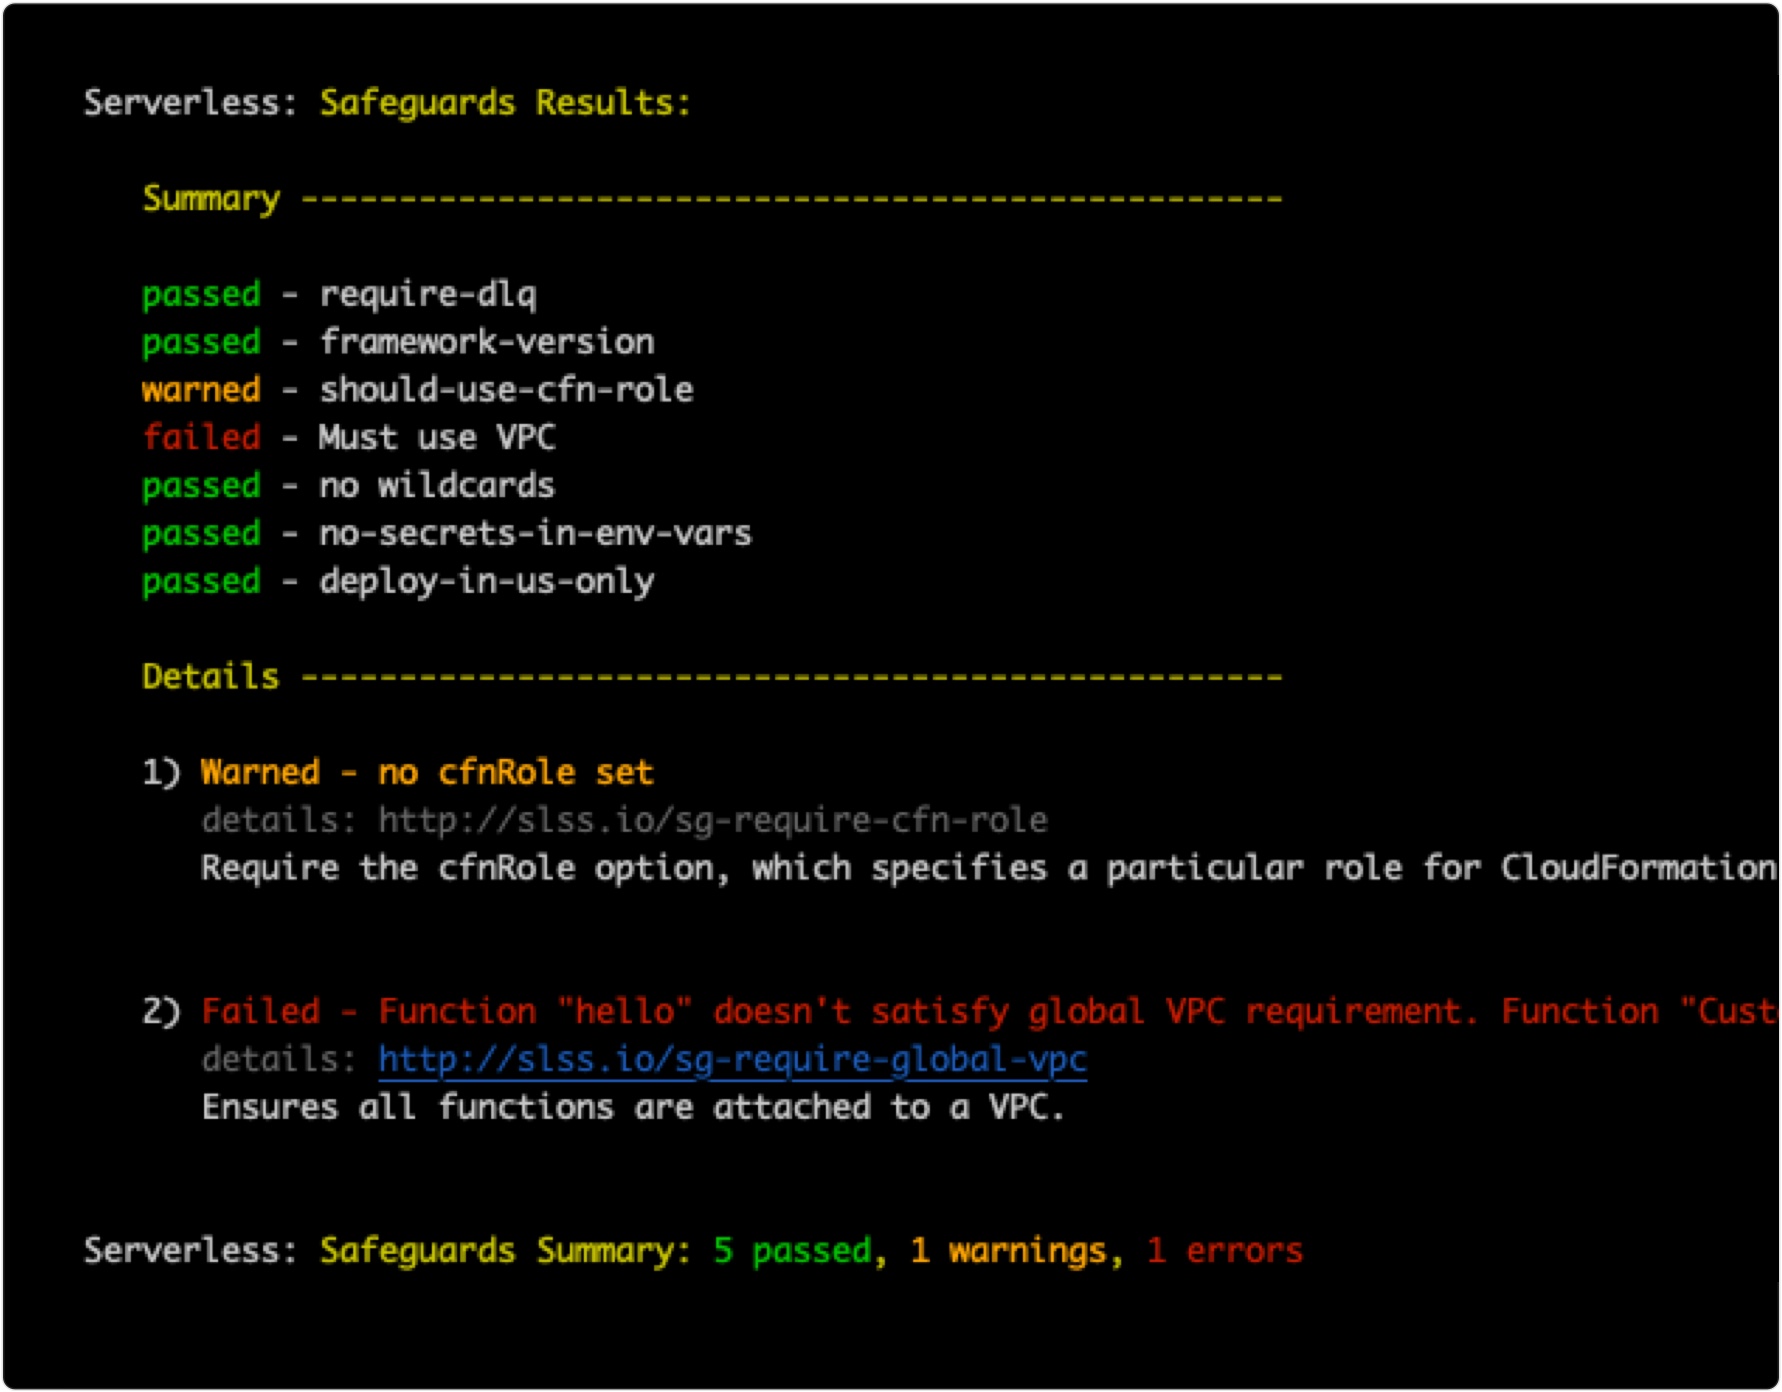 Serverless: Safeguards Results:
Summary --------------------------------------------------
passed - require-dlq
passed - framework-version
warned - should-use-cfn-role
failed - Must use VPC
passed - no wildcards
passed - no-secrets-in-env-vars
passed - deploy-in-us-only
Details --------------------------------------------------
1) Warned - no cfnRole set
details: http://slss.io/sg-require-cfn-role
Require the cfnRole option, which specifies a particular role for CloudFormation
2) Failed - Function "hello" doesn't satisfy global VPC requirement. Function "Cust
details: http://slss.io/sg-require-global-vpc
Ensures all functions are attached to a VPC.
Serverless: Safeguards Summary: 5 passed, 1 warnings, 1 errors